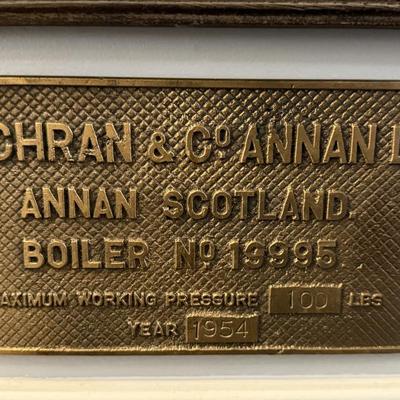 CHRAN & Co ANNAN L
ANNAN SCOTLAND.
BOILER No 19995
AXIMUM WORKING PRESSURE 100 LBS
YEAR 1954